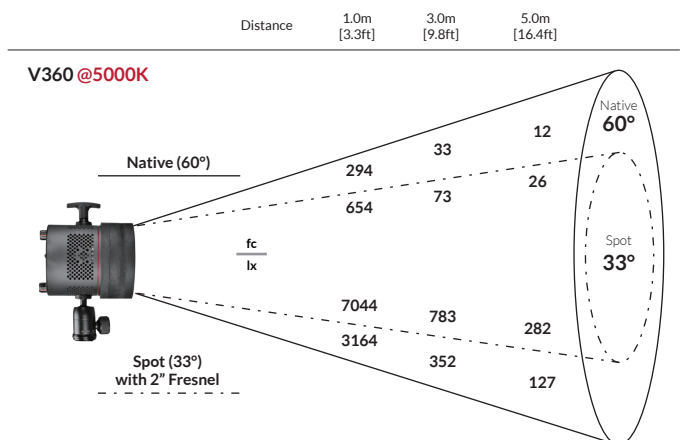 Distance
1.0m
[3.3ft]
3.0m
[9.8ft]
5.0m
[16.4ft]
V360 @5000K
Native (60°)
294
33
12
654
73
26
Native
60°
fc
lx
Spot
33°
7044
783
282
3164
352
127
Spot (33°)
with 2” Fresnel